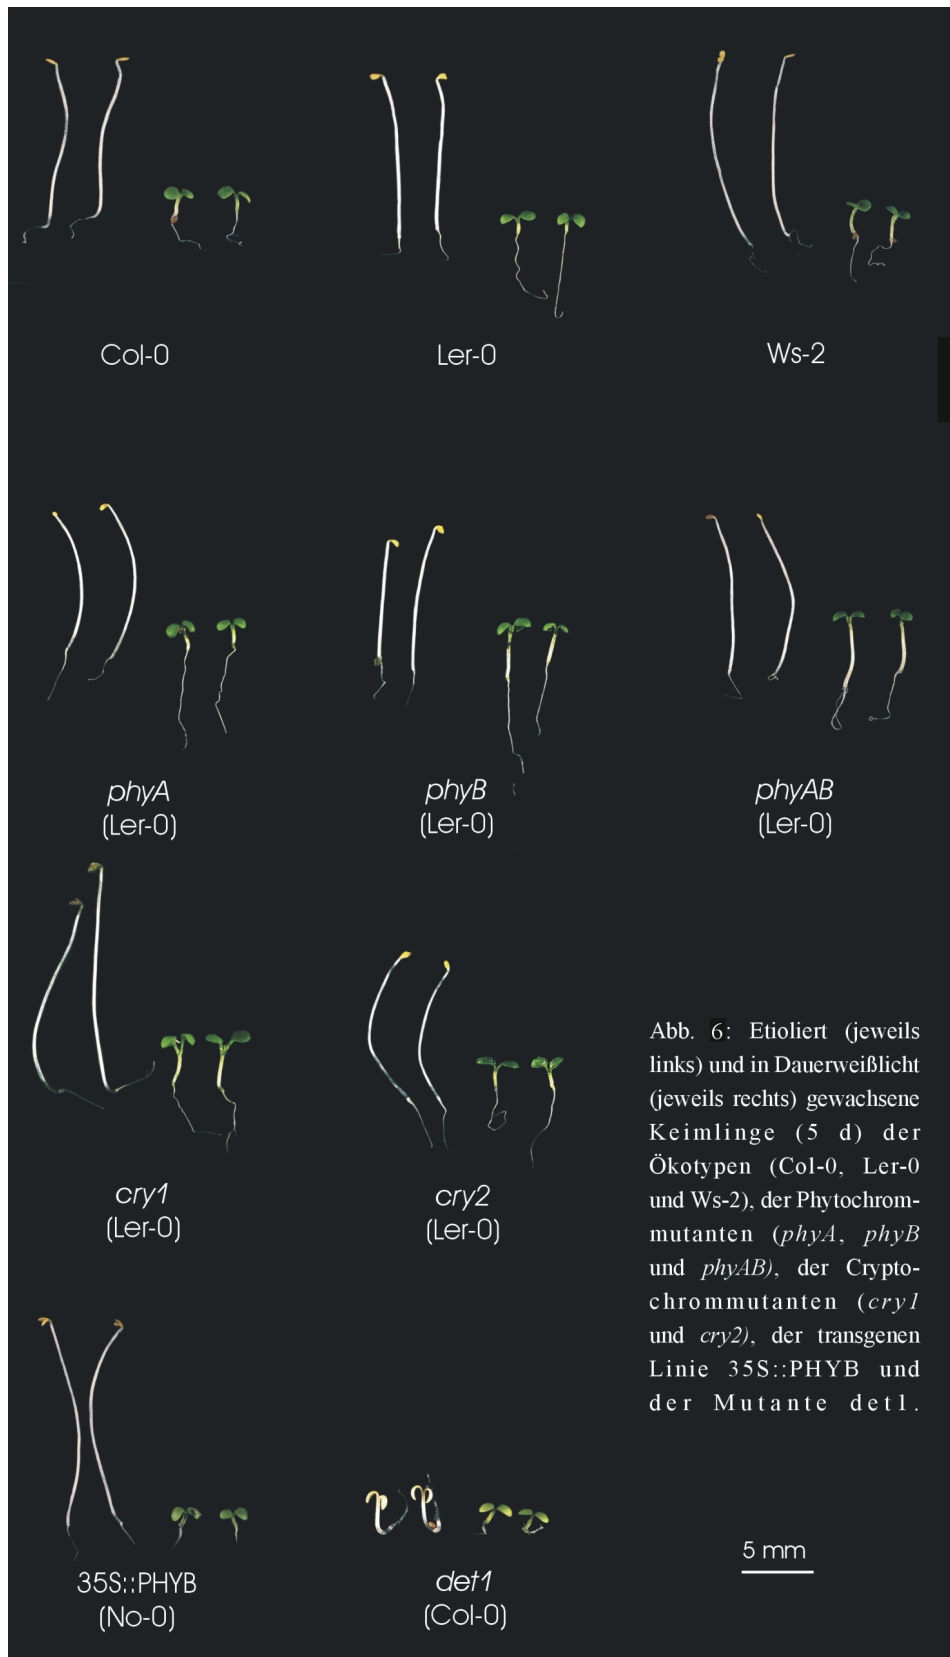 Col-0
Ler-0
Ws-2
phyA
(Ler-0)
phyB
(Ler-0)
phyAB
(Ler-0)
cry1
(Ler-0)
cry2
(Ler-0)
Abb. 6: Etioliert (jeweils
links) und in Dauerweißlicht
(jeweils rechts) gewachsene
Keimlinge (5 d) der
Ökotypen (Col-0, Ler-0
und Ws-2), der Phytochrom-
mutanten (phyA, phyB
und phyAB), der Crypto-
chrommutanten (cry1
und cry2), der transgenen
Linie 35S::PHYB und
der Mutante det1.
35S::PHYB
(No-0)
det1
(Col-0)
5 mm